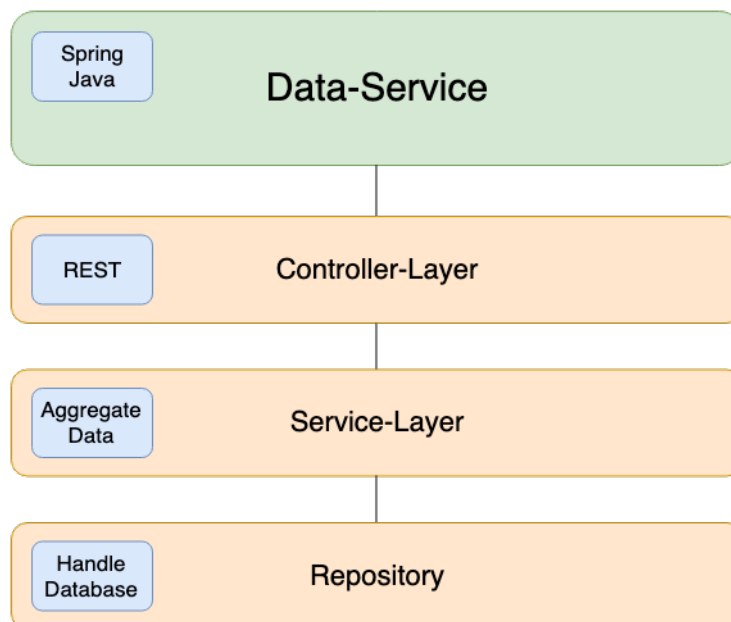 Spring
Java
Data-Service
REST
Controller-Layer
Aggregate
Data
Service-Layer
Handle
Database
Repository